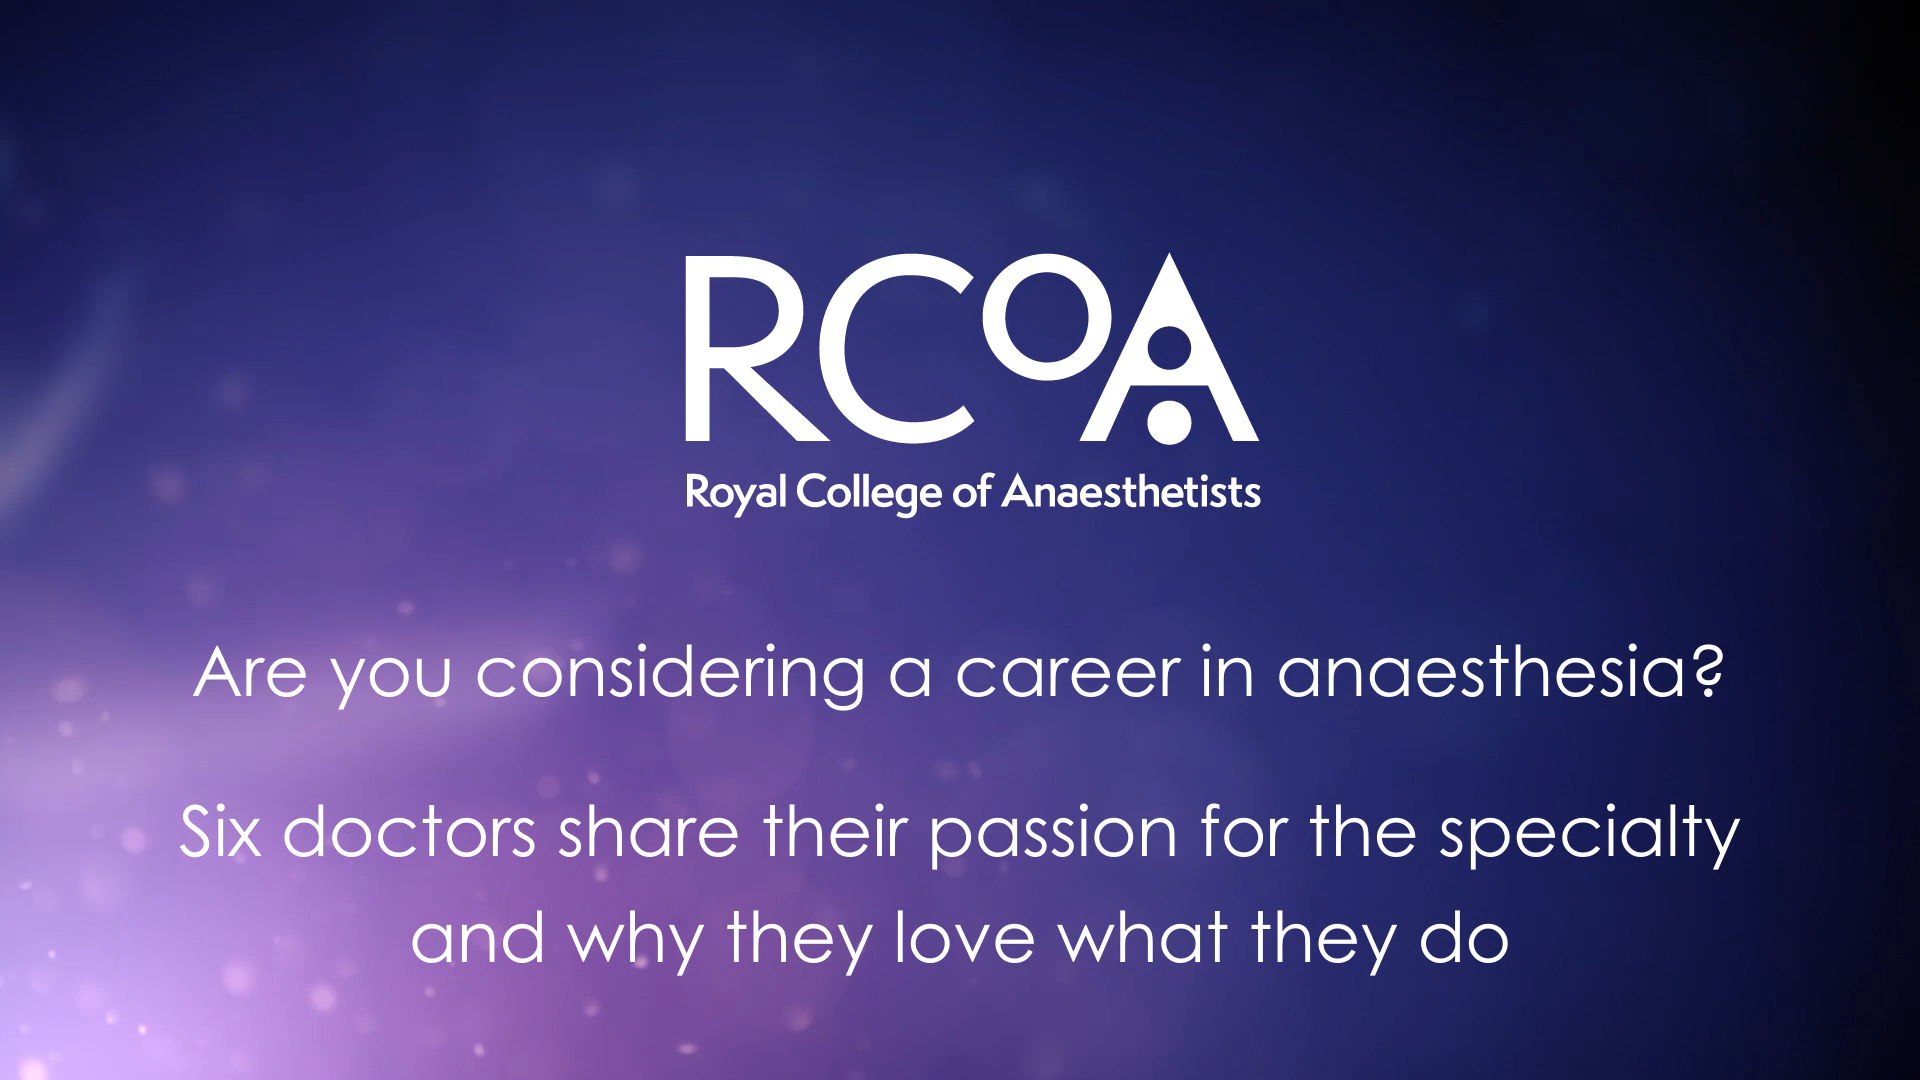 RCoA
Royal College of Anaesthetists
Are you considering a career in anaesthesia?
Six doctors share their passion for the specialty
and why they love what they do